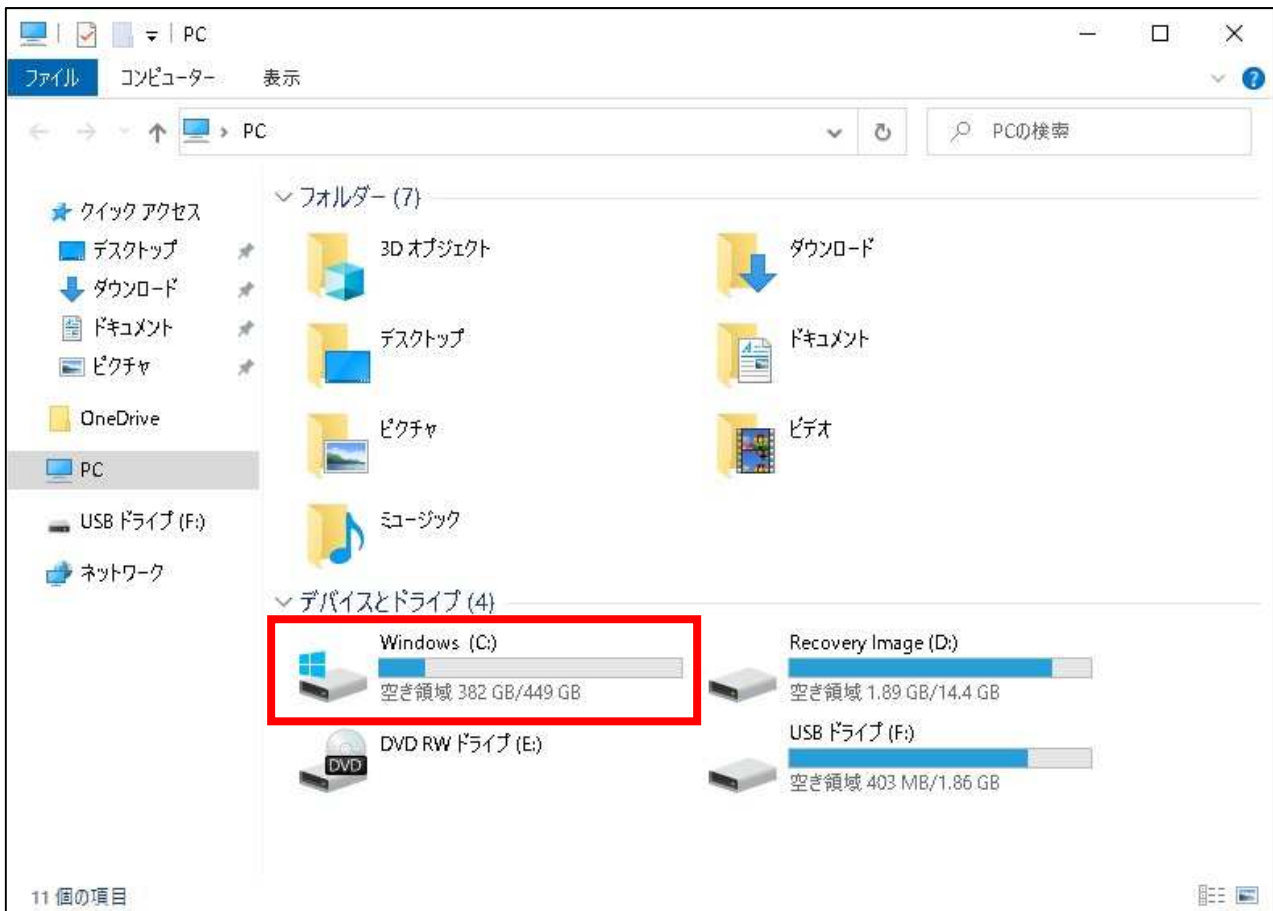 PC
ファイル コンピューター 表示
PC PCの検索
クイック アクセス
デスクトップ
ダウンロード
ドキュメント
ピクチャ
OneDrive
PC
USB ドライブ (F:)
ネットワーク
フォルダー (7)
3D オブジェクト ダウンロード
デスクトップ ドキュメント
ピクチャ ビデオ
ミュージック
デバイスとドライブ (4)
Windows (C:)
空き領域 382 GB/449 GB
Recovery Image (D:)
空き領域 1.89 GB/14.4 GB
DVD RW ドライブ (E:)
DVD
USB ドライブ (F:)
空き領域 403 MB/1.86 GB
11 個の項目